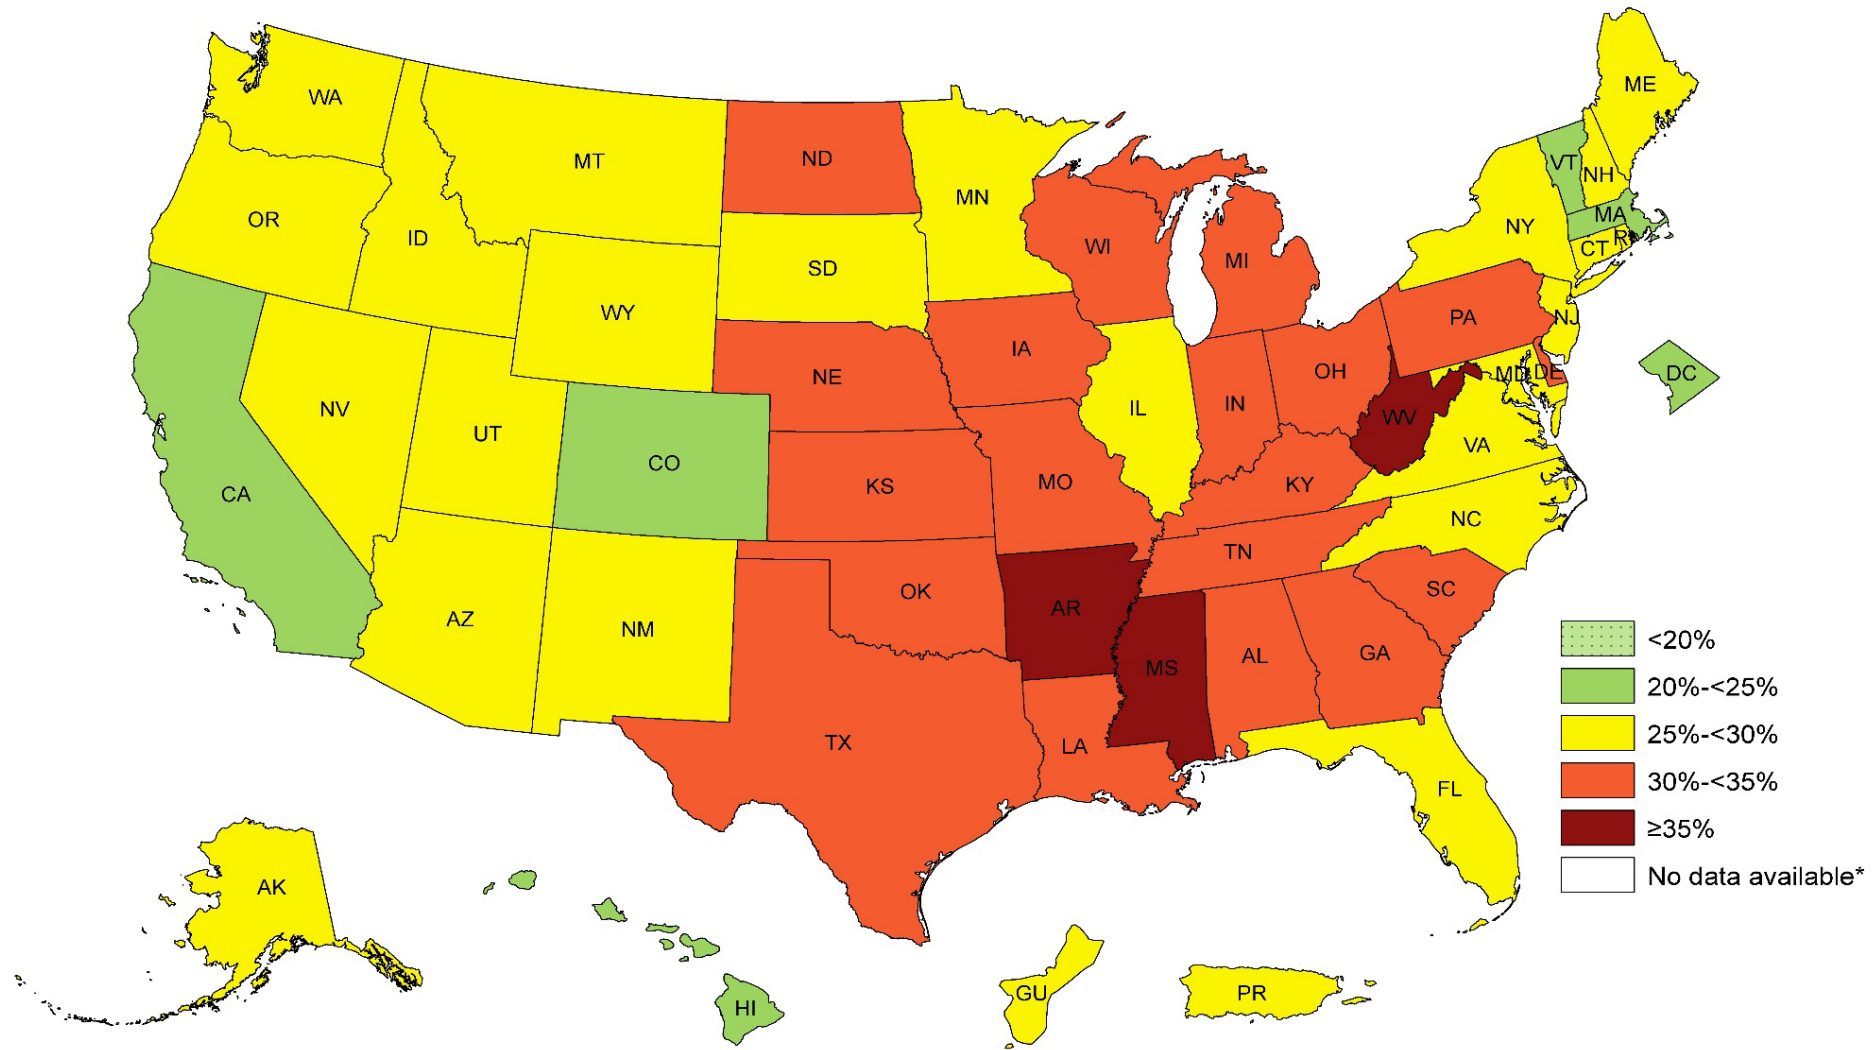 WA
MT
ND
MN
ME
VT
NH
OR
ID
SD
WI
MI
NY
MA
CT
RI
WY
NE
IA
PA
NJ
NV
UT
CO
KS
MO
IL
IN
OH
WV
MD
DE
DC
VA
KY
CA
AZ
NM
OK
AR
TN
NC
SC
TX
LA
MS
AL
GA
FL
AK
HI
GU
PR
<20%
20%-<25%
25%-<30%
30%-<35%
≥35%
No data available*